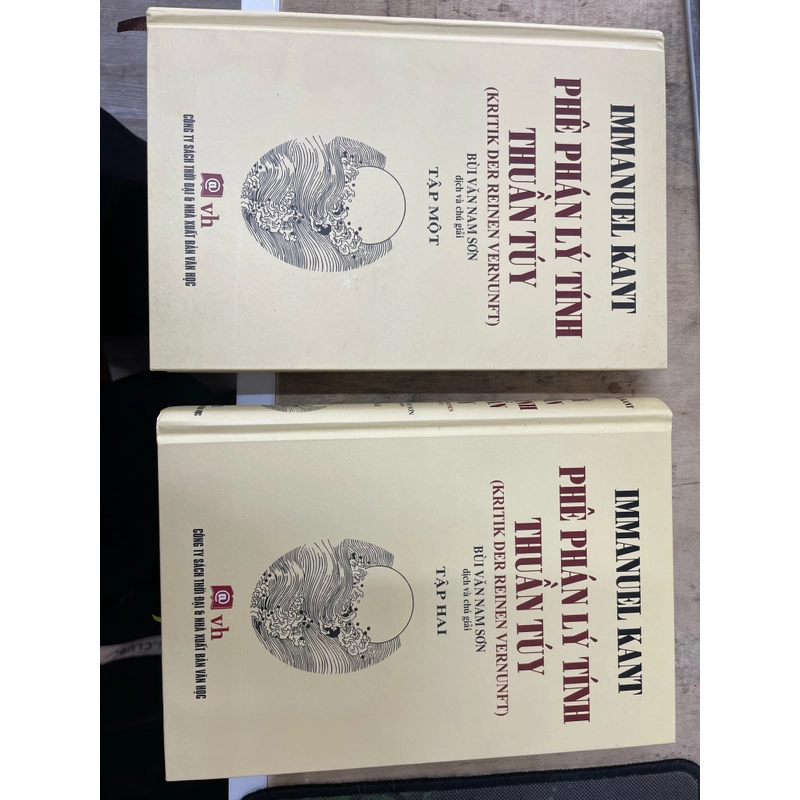 IMMANUEL KANT
PHÊ PHÁN LÝ TÍNH
THUẦN TÚY
(KRITIK DER REINEN VERNUNFT)
BÙI VĂN NAM SƠN
dịch và chú giải
TẬP MỘT
vh
CÔNG TY SÁCH THỜI ĐẠI & NHÀ XUẤT BẢN VĂN HỌC
IMMANUEL KANT
PHÊ PHÁN LÝ TÍNH
THUẦN TÚY
(KRITIK DER REINEN VERNUNFT)
BÙI VĂN NAM SƠN
dịch và chú giải
TẬP HAI
vh
CÔNG TY SÁCH THỜI ĐẠI & NHÀ XUẤT BẢN VĂN HỌC